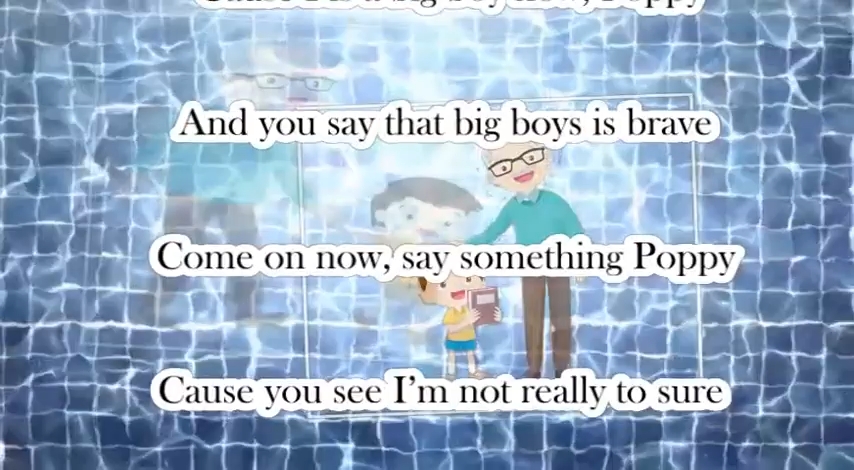 Cause I'm a big boy now, Poppy
And you say that big boys is brave
Come on now, say something Poppy
Cause you see I'm not really to sure